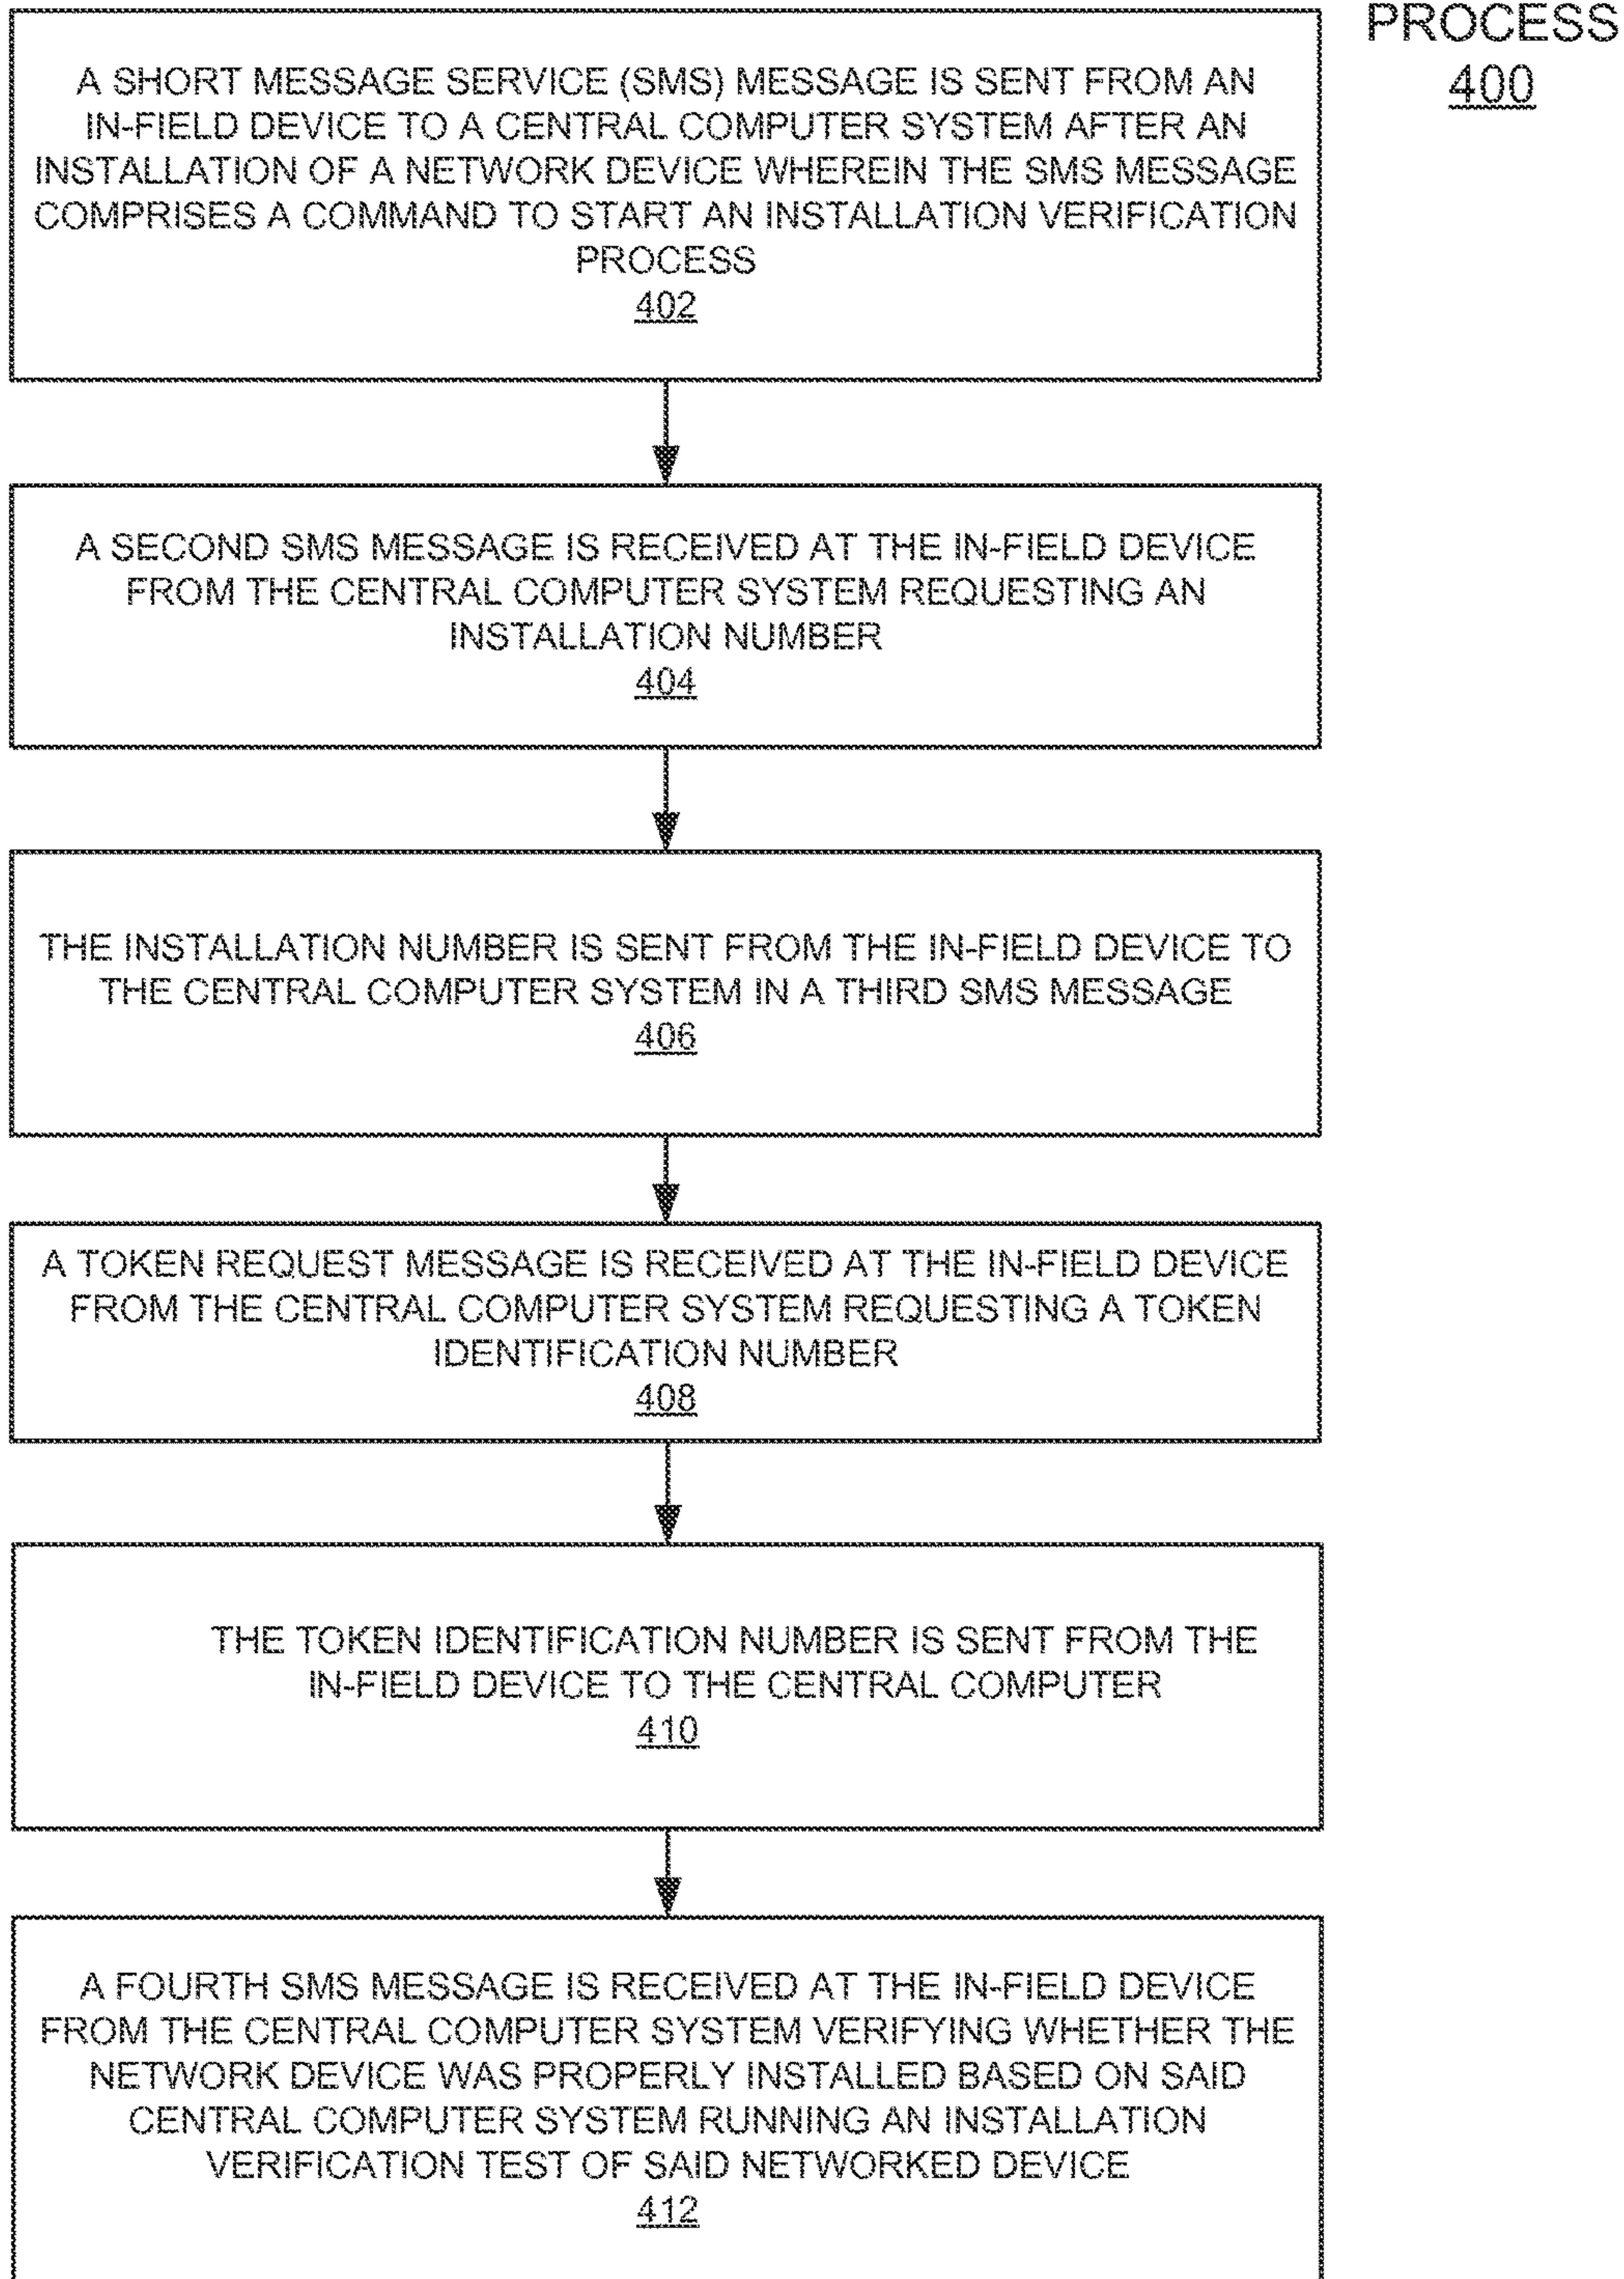 PROCESS
400
A SHORT MESSAGE SERVICE (SMS) MESSAGE IS SENT FROM AN
IN-FIELD DEVICE TO A CENTRAL COMPUTER SYSTEM AFTER AN
INSTALLATION OF A NETWORK DEVICE WHEREIN THE SMS MESSAGE
COMPRISES A COMMAND TO START AN INSTALLATION VERIFICATION
PROCESS
402
A SECOND SMS MESSAGE IS RECEIVED AT THE IN-FIELD DEVICE
FROM THE CENTRAL COMPUTER SYSTEM REQUESTING AN
INSTALLATION NUMBER
404
THE INSTALLATION NUMBER IS SENT FROM THE IN-FIELD DEVICE TO
THE CENTRAL COMPUTER SYSTEM IN A THIRD SMS MESSAGE
406
A TOKEN REQUEST MESSAGE IS RECEIVED AT THE IN-FIELD DEVICE
FROM THE CENTRAL COMPUTER SYSTEM REQUESTING A TOKEN
IDENTIFICATION NUMBER
408
THE TOKEN IDENTIFICATION NUMBER IS SENT FROM THE
IN-FIELD DEVICE TO THE CENTRAL COMPUTER
410
A FOURTH SMS MESSAGE IS RECEIVED AT THE IN-FIELD DEVICE
FROM THE CENTRAL COMPUTER SYSTEM VERIFYING WHETHER THE
NETWORK DEVICE WAS PROPERLY INSTALLED BASED ON SAID
CENTRAL COMPUTER SYSTEM RUNNING AN INSTALLATION
VERIFICATION TEST OF SAID NETWORKED DEVICE
412